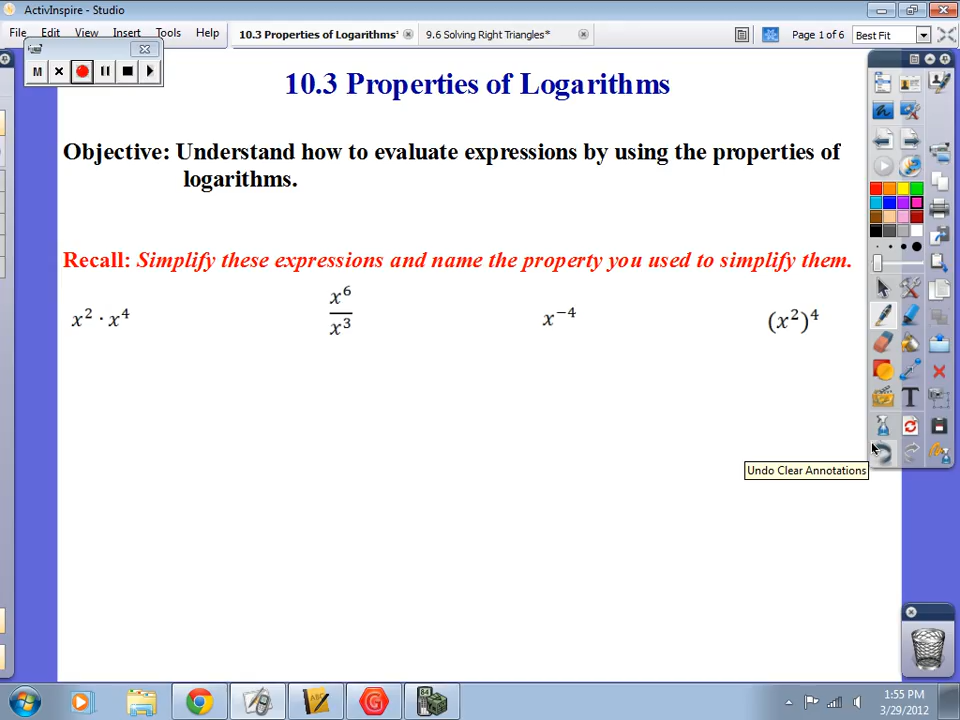 ActivInspire - Studio
File Edit View Insert Tools Help
10.3 Properties of Logarithms*
9.6 Solving Right Triangles*
Page 1 of 6
Best Fit
M
10.3 Properties of Logarithms
Objective: Understand how to evaluate expressions by using the properties of
logarithms.
Recall: Simplify these expressions and name the property you used to simplify them.
x² · x⁴
x⁶
x³
x⁻⁴
(x²)⁴
T
Undo Clear Annotations
ABC
G
84
1:55 PM
3/29/2012